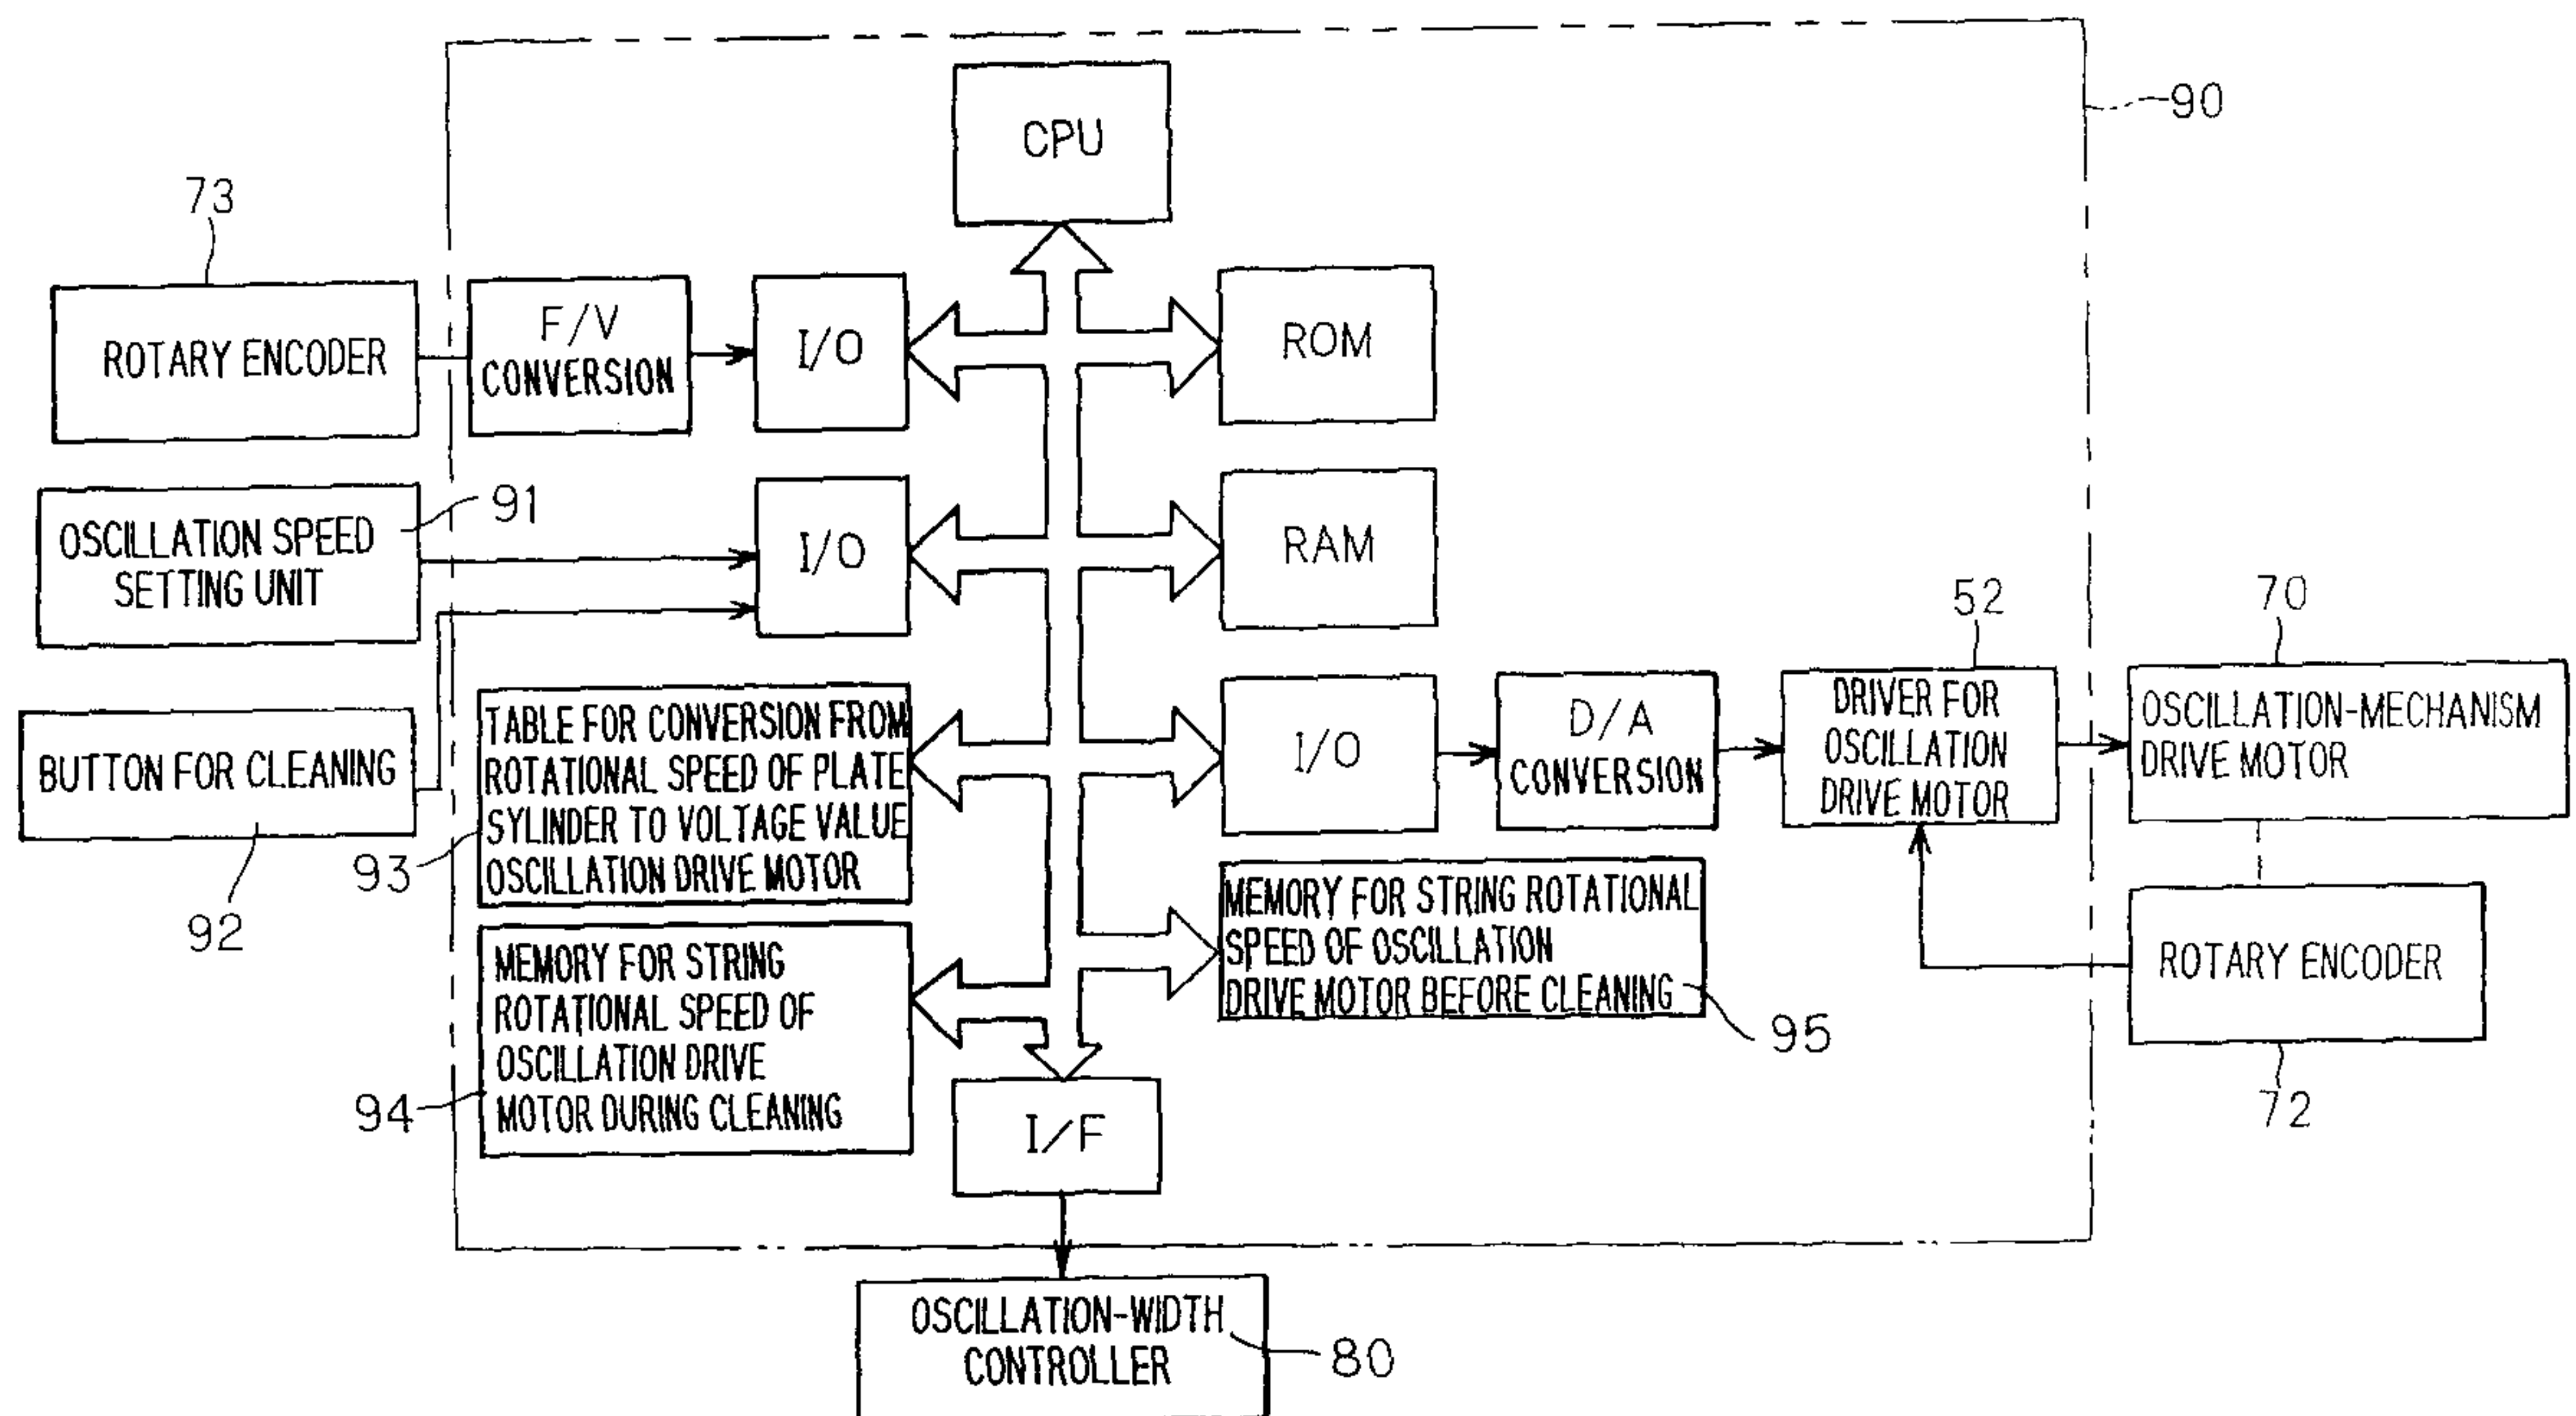 CPU
90
73
ROTARY ENCODER
F/V
CONVERSION
I/O
ROM
91
OSCILLATION SPEED
SETTING UNIT
I/O
RAM
BUTTON FOR CLEANING
92
93
TABLE FOR CONVERSION FROM
ROTATIONAL SPEED OF PLATE
SYLINDER TO VOLTAGE VALUE
OSCILLATION DRIVE MOTOR
I/O
D/A
CONVERSION
52
DRIVER FOR
OSCILLATION
DRIVE MOTOR
70
OSCILLATION-MECHANISM
DRIVE MOTOR
94
MEMORY FOR STRING
ROTATIONAL SPEED OF
OSCILLATION DRIVE
MOTOR DURING CLEANING
MEMORY FOR STRING ROTATIONAL
SPEED OF OSCILLATION
DRIVE MOTOR BEFORE CLEANING
95
ROTARY ENCODER
72
I/F
OSCILLATION-WIDTH
CONTROLLER
80